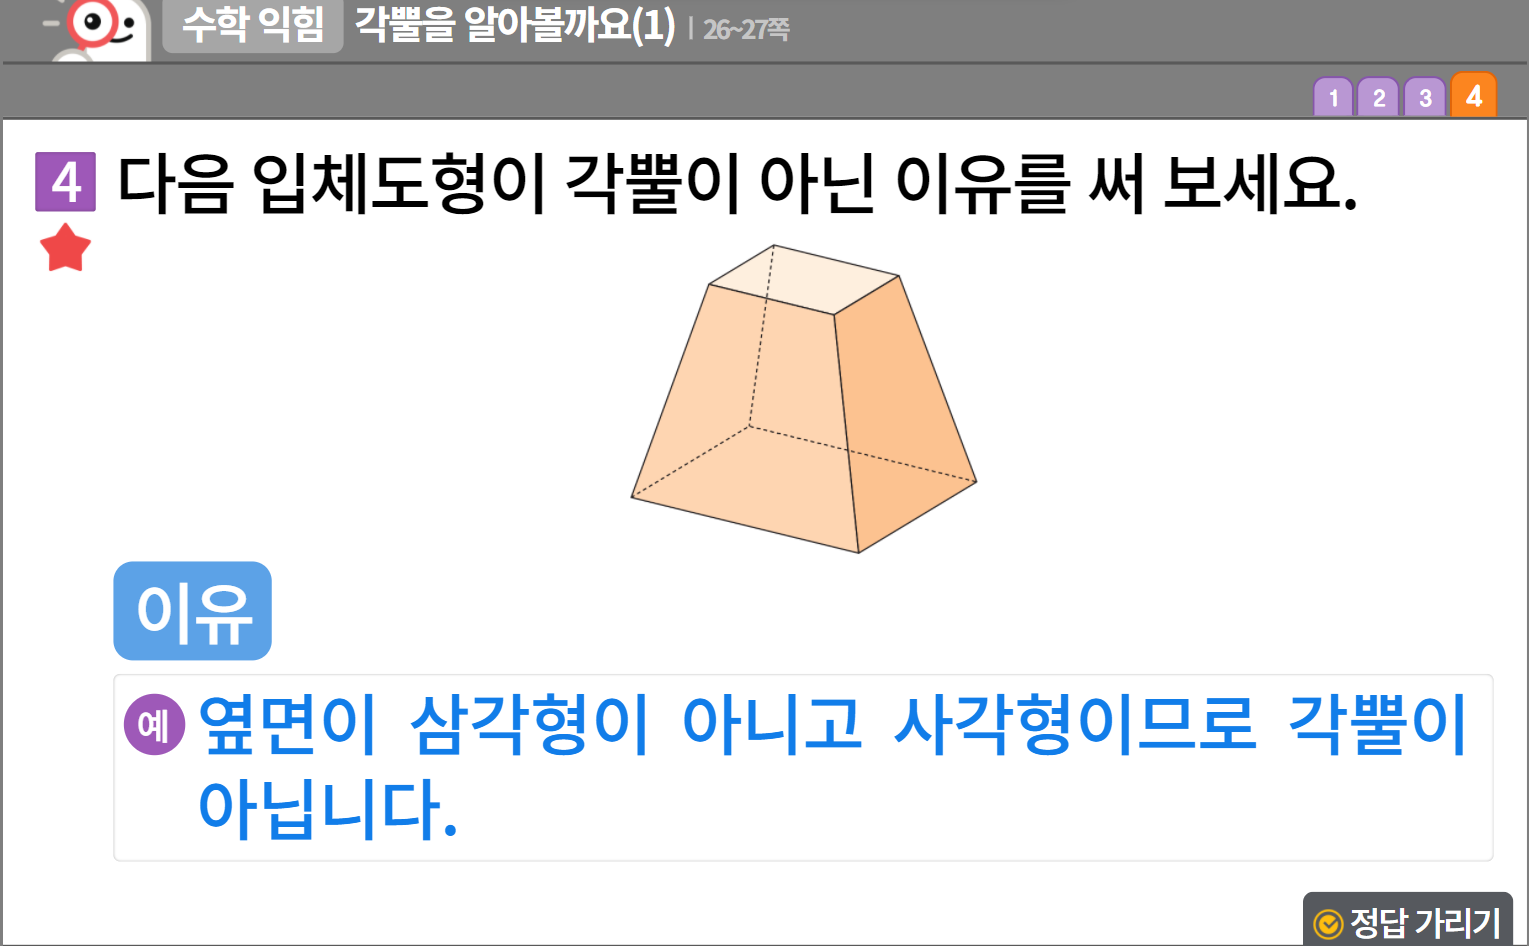 수학 익힘 각뿔을 알아볼까요(1) | 26~27쪽
1 2 3 4
4 다음 입체도형이 각뿔이 아닌 이유를 써 보세요.
이유
예 옆면이 삼각형이 아니고 사각형이므로 각뿔이
아닙니다.
정답 가리기